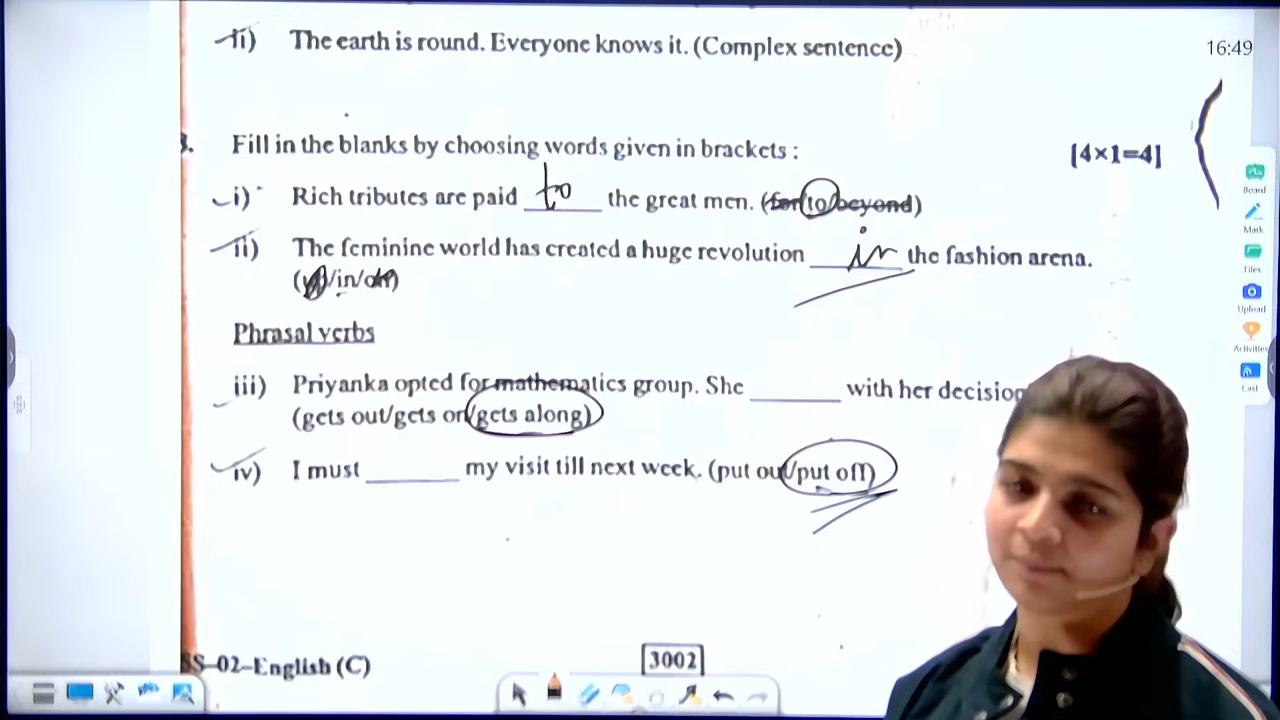 ii) The earth is round. Everyone knows it. (Complex sentence)
16:49
3. Fill in the blanks by choosing words given in brackets : [4×1=4]
i) Rich tributes are paid to the great men. (for/to/beyond)
ii) The feminine world has created a huge revolution in the fashion arena.
/in/on)
Phrasal verbs
iii) Priyanka opted for mathematics group. She ______ with her decision
(gets out/gets on/gets along)
iv) I must ______ my visit till next week. (put out/put off)
SS–02–English (C) 3002
Board
Mark
Files
Upload
Activities
Cast